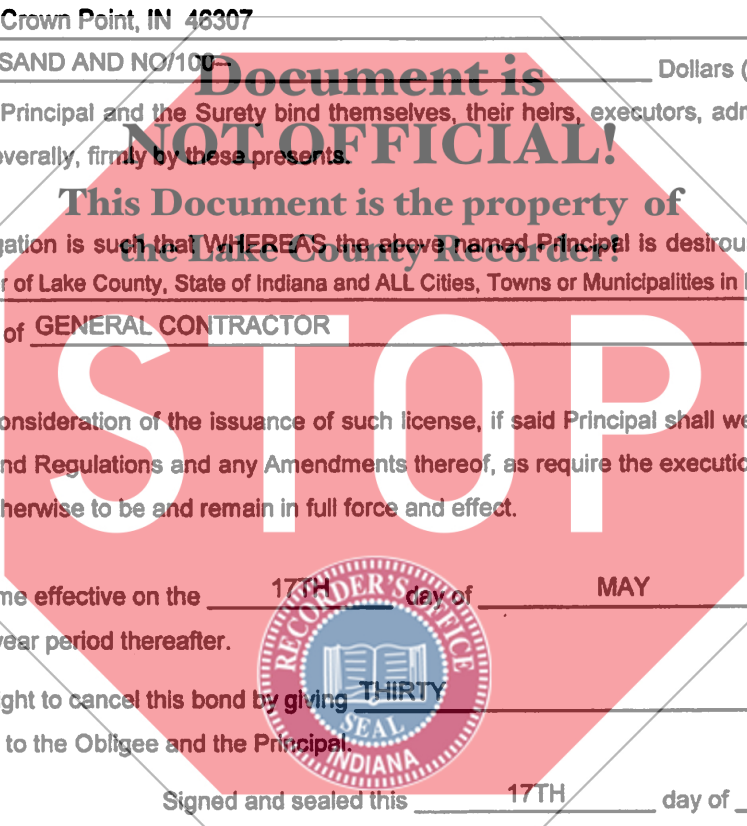 Crown Point, IN 46307
SAND AND NO/100-- Dollars (
Document is
Principal and the Surety bind themselves, their heirs, executors, adm
NOT OFFICIAL!
everally, firmly by these presents.
This Document is the property of
gation is such that WHEREAS the above named Principal is desirou
the Lake County Recorder!
r of Lake County, State of Indiana and ALL Cities, Towns or Municipalities in
of GENERAL CONTRACTOR
STOP
onsideration of the issuance of such license, if said Principal shall we
nd Regulations and any Amendments thereof, as require the executio
herwise to be and remain in full force and effect.
me effective on the 17TH day of MAY
year period thereafter.
ght to cancel this bond by giving THIRTY
to the Obligee and the Principal.
RECORDER'S OFFICE
SEAL
INDIANA
Signed and sealed this 17TH day of